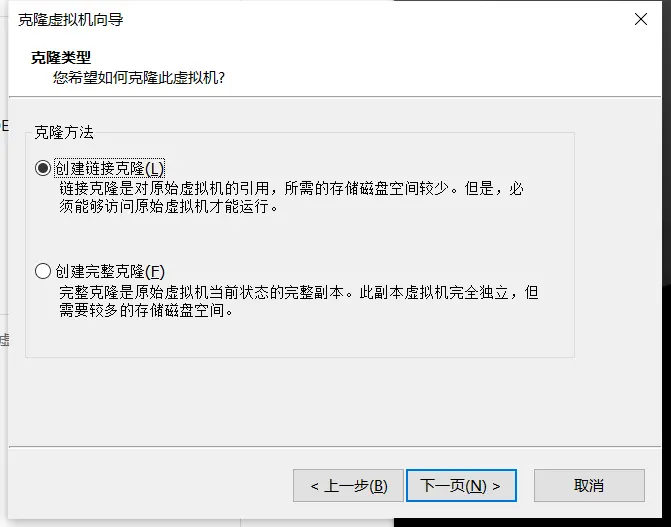 克隆虚拟机向导
克隆类型
您希望如何克隆此虚拟机?
克隆方法
创建链接克隆(L)
链接克隆是对原始虚拟机的引用，所需的存储磁盘空间较少。但是，必
须能够访问原始虚拟机才能运行。
创建完整克隆(F)
完整克隆是原始虚拟机当前状态的完整副本。此副本虚拟机完全独立，但
需要较多的存储磁盘空间。
< 上一步(B)
下一页(N) >
取消